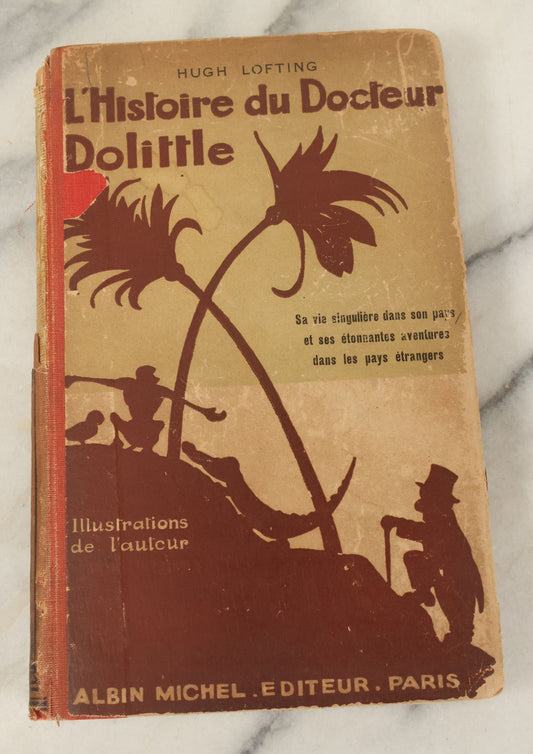 HUGH LOFTING
L'Histoire du Docteur
Dolittle
Sa vie singulière dans son pays
et ses étonnantes aventures
dans les pays étrangers
Illustrations
de l'auteur
ALBIN MICHEL . EDITEUR . PARIS